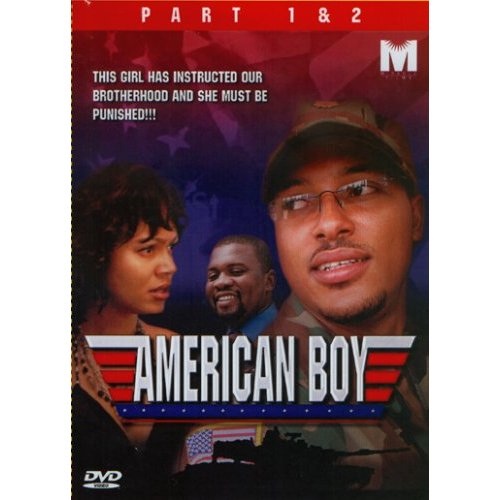 PART 1&2
M
THIS GIRL HAS INSTRUCTED OUR
BROTHERHOOD AND SHE MUST BE
PUNISHED!!!
AMERICAN BOY
DVD
VIDEO